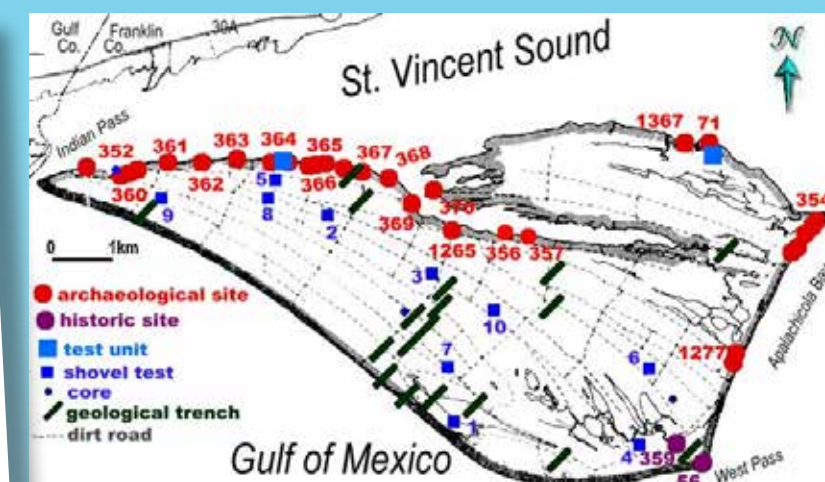 Gulf Co.
Franklin Co.
30A
St. Vincent Sound
N
Indian Pass
352
361
363
364
365
367
368
1367
71
360
362
366
370
369
354
5
9
8
2
1265
356
357
Apalachicola Bay
0 1km
3
10
7
6
1277
1
4
359
56
West Pass
archaeological site
historic site
test unit
shovel test
core
geological trench
dirt road
Gulf of Mexico